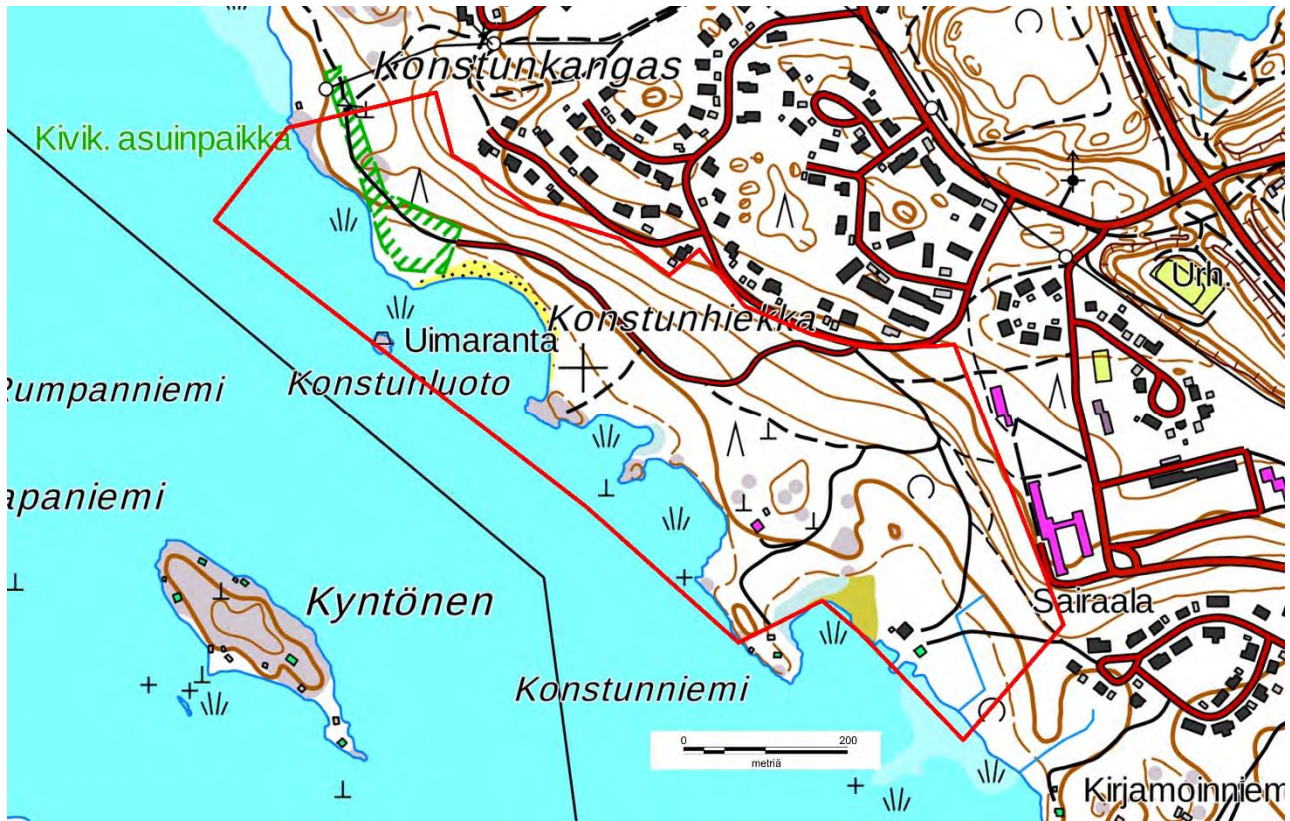 Konstunkangas
Kivik. asuinpaikka
Urh.
Konstunhiekka
Uimaranta
Konstunluoto
Rumpanniemi
apaniemi
Kyntönen
Sairaala
Konstunniemi
0 200
metriä
Kirjamoinniem